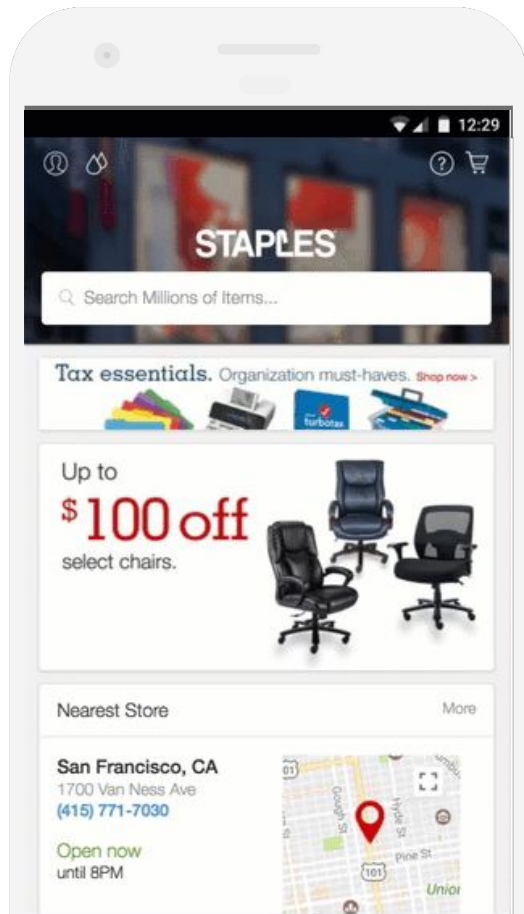 12:29
STAPLES
Search Millions of Items...
Tax essentials. Organization must-haves. Shop now >
turbotax
Up to
$100 off
select chairs.
Nearest Store
More
San Francisco, CA
1700 Van Ness Ave
(415) 771-7030
Open now
until 8PM
101
Gough St
Hyde St
Pine St
101
Union